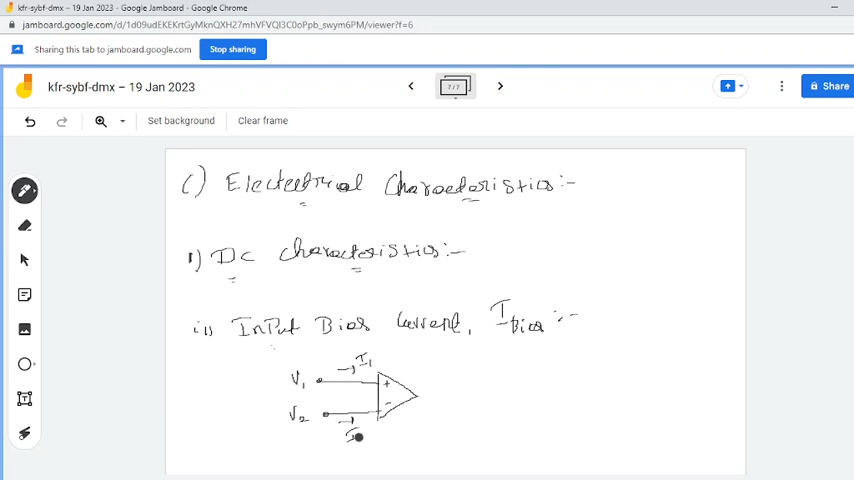 kfr-sybf-dmx – 19 Jan 2023 - Google Jamboard - Google Chrome
jamboard.google.com/d/1d09udEKEKrtGyMknQXH27mhVFVQI3C0oPpb_swym6PM/viewer?f=6
Sharing this tab to jamboard.google.com Stop sharing
kfr-sybf-dmx – 19 Jan 2023 7/7 Share
Set background Clear frame
C) Electectrical Characteristics:-
1) DC Characteristics:-
i) Input Bias Current, I Bias :-
I1
V1 +
V2 -